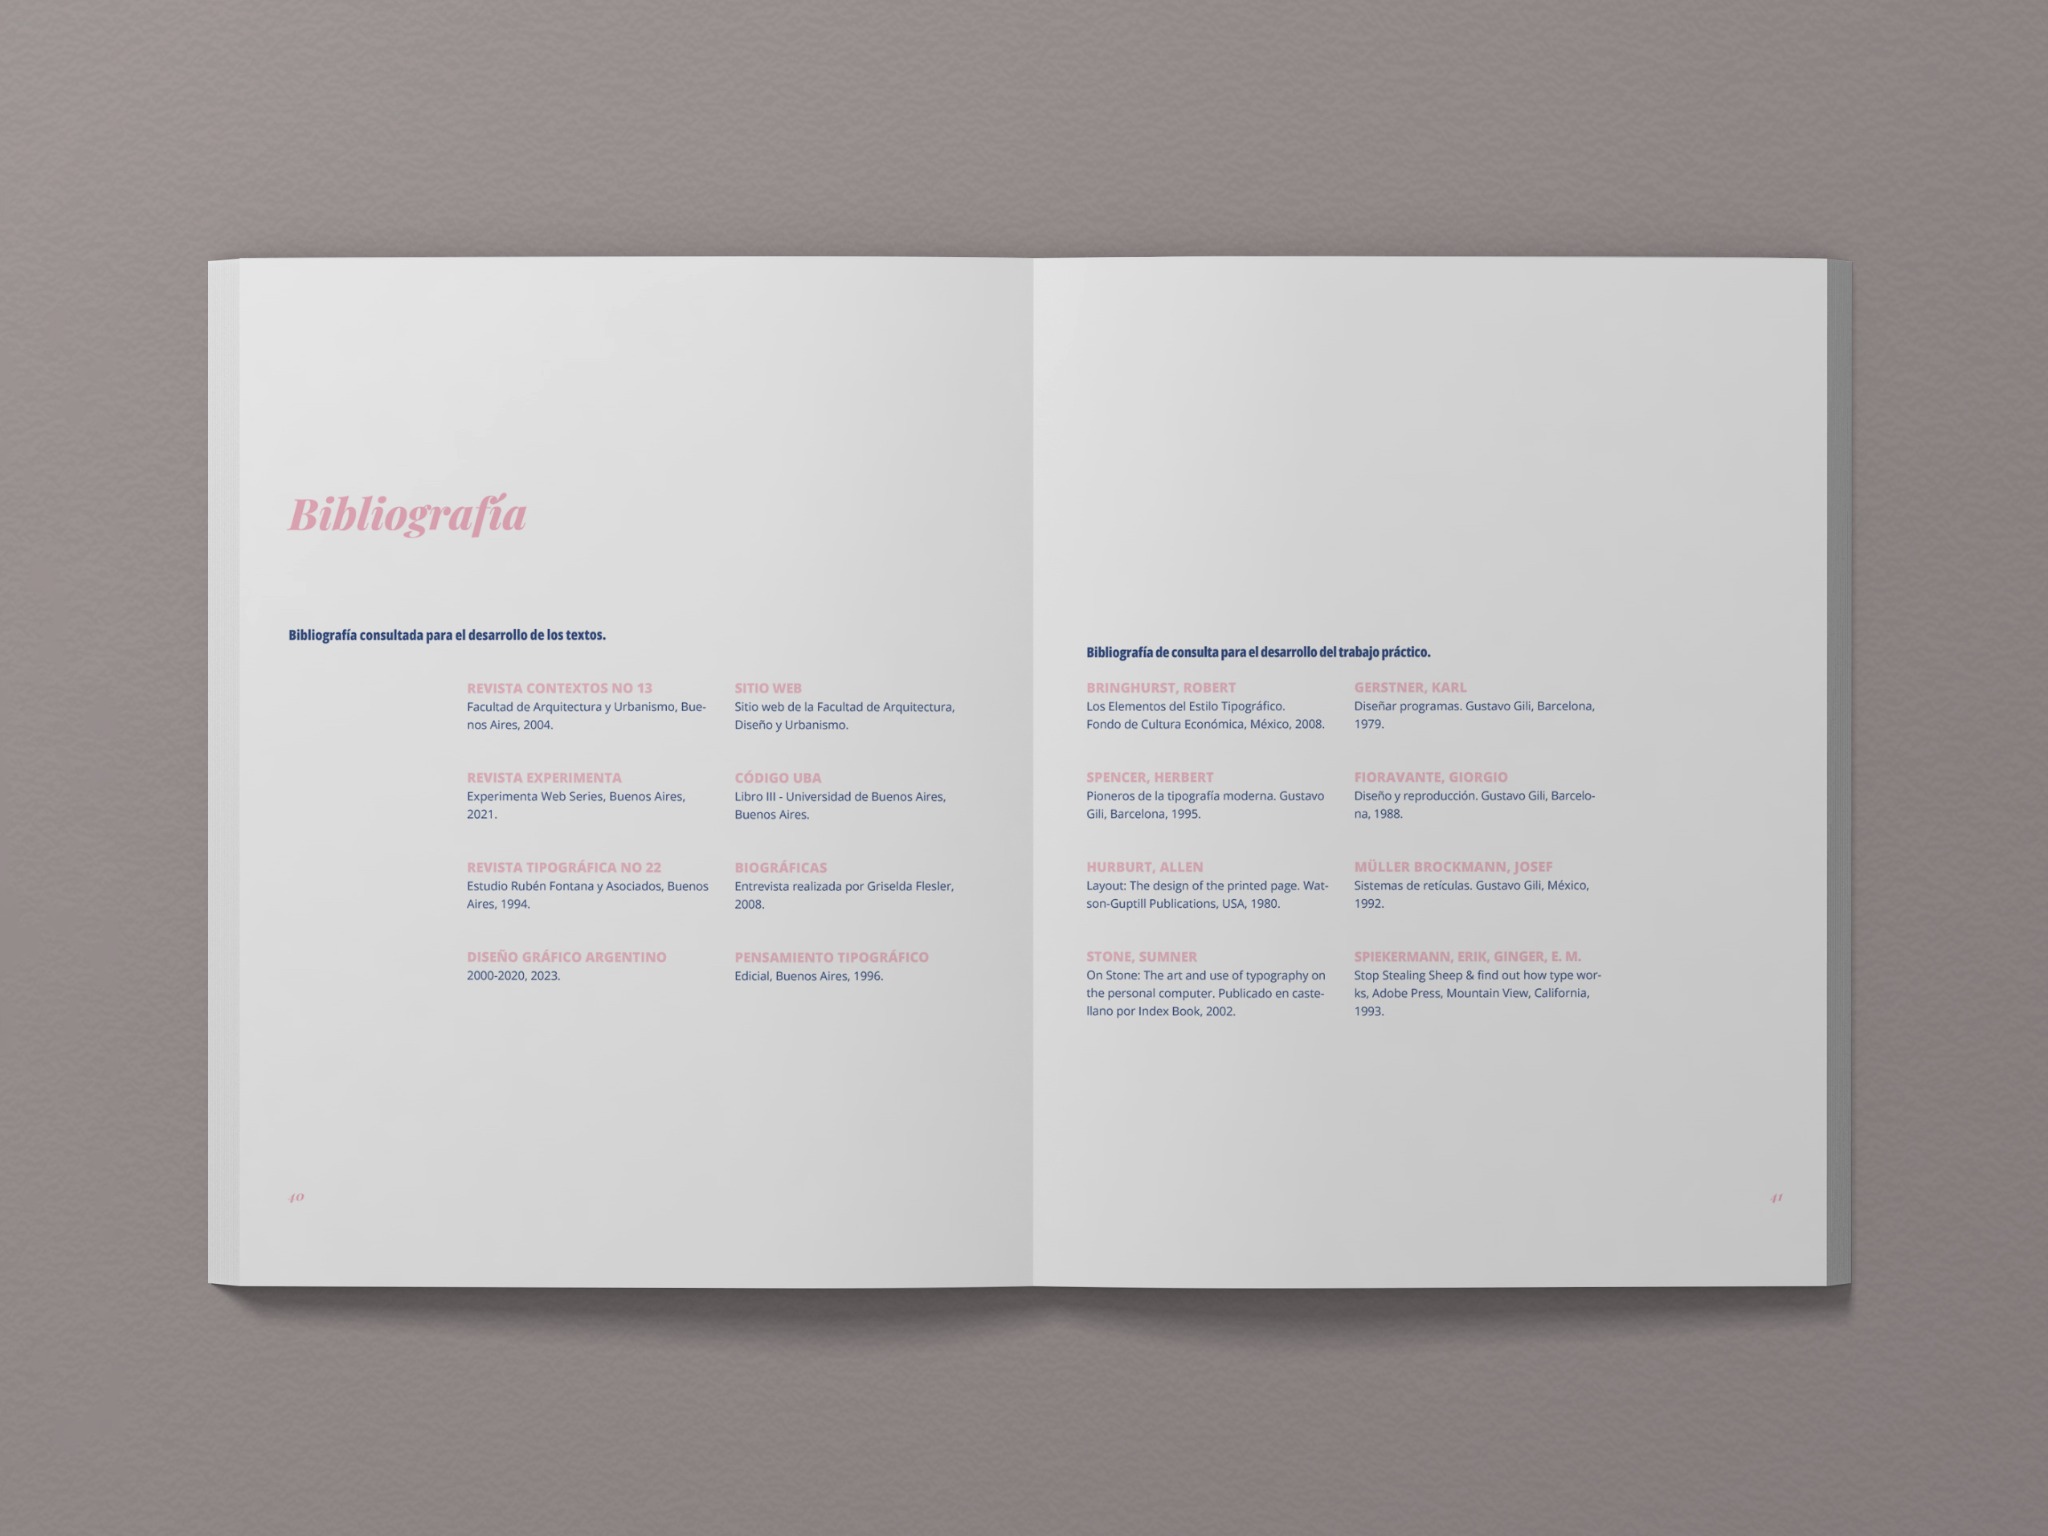 Bibliografía
Bibliografía consultada para el desarrollo de los textos.
REVISTA CONTEXTOS NO 13
Facultad de Arquitectura y Urbanismo, Bue-
nos Aires, 2004.
REVISTA EXPERIMENTA
Experimenta Web Series, Buenos Aires,
2021.
REVISTA TIPOGRÁFICA NO 22
Estudio Rubén Fontana y Asociados, Buenos
Aires, 1994.
DISEÑO GRÁFICO ARGENTINO
2000-2020, 2023.
SITIO WEB
Sitio web de la Facultad de Arquitectura,
Diseño y Urbanismo.
CÓDIGO UBA
Libro III - Universidad de Buenos Aires,
Buenos Aires.
BIOGRÁFICAS
Entrevista realizada por Griselda Flesler,
2008.
PENSAMIENTO TIPOGRÁFICO
Edicial, Buenos Aires, 1996.
40
Bibliografía de consulta para el desarrollo del trabajo práctico.
BRINGHURST, ROBERT
Los Elementos del Estilo Tipográfico.
Fondo de Cultura Económica, México, 2008.
SPENCER, HERBERT
Pioneros de la tipografía moderna. Gustavo
Gili, Barcelona, 1995.
HURBURT, ALLEN
Layout: The design of the printed page. Wat-
son-Guptill Publications, USA, 1980.
STONE, SUMNER
On Stone: The art and use of typography on
the personal computer. Publicado en caste-
llano por Index Book, 2002.
GERSTNER, KARL
Diseñar programas. Gustavo Gili, Barcelona,
1979.
FIORAVANTE, GIORGIO
Diseño y reproducción. Gustavo Gili, Barcelo-
na, 1988.
MÜLLER BROCKMANN, JOSEF
Sistemas de retículas. Gustavo Gili, México,
1992.
SPIEKERMANN, ERIK, GINGER, E. M.
Stop Stealing Sheep & find out how type wor-
ks, Adobe Press, Mountain View, California,
1993.
41